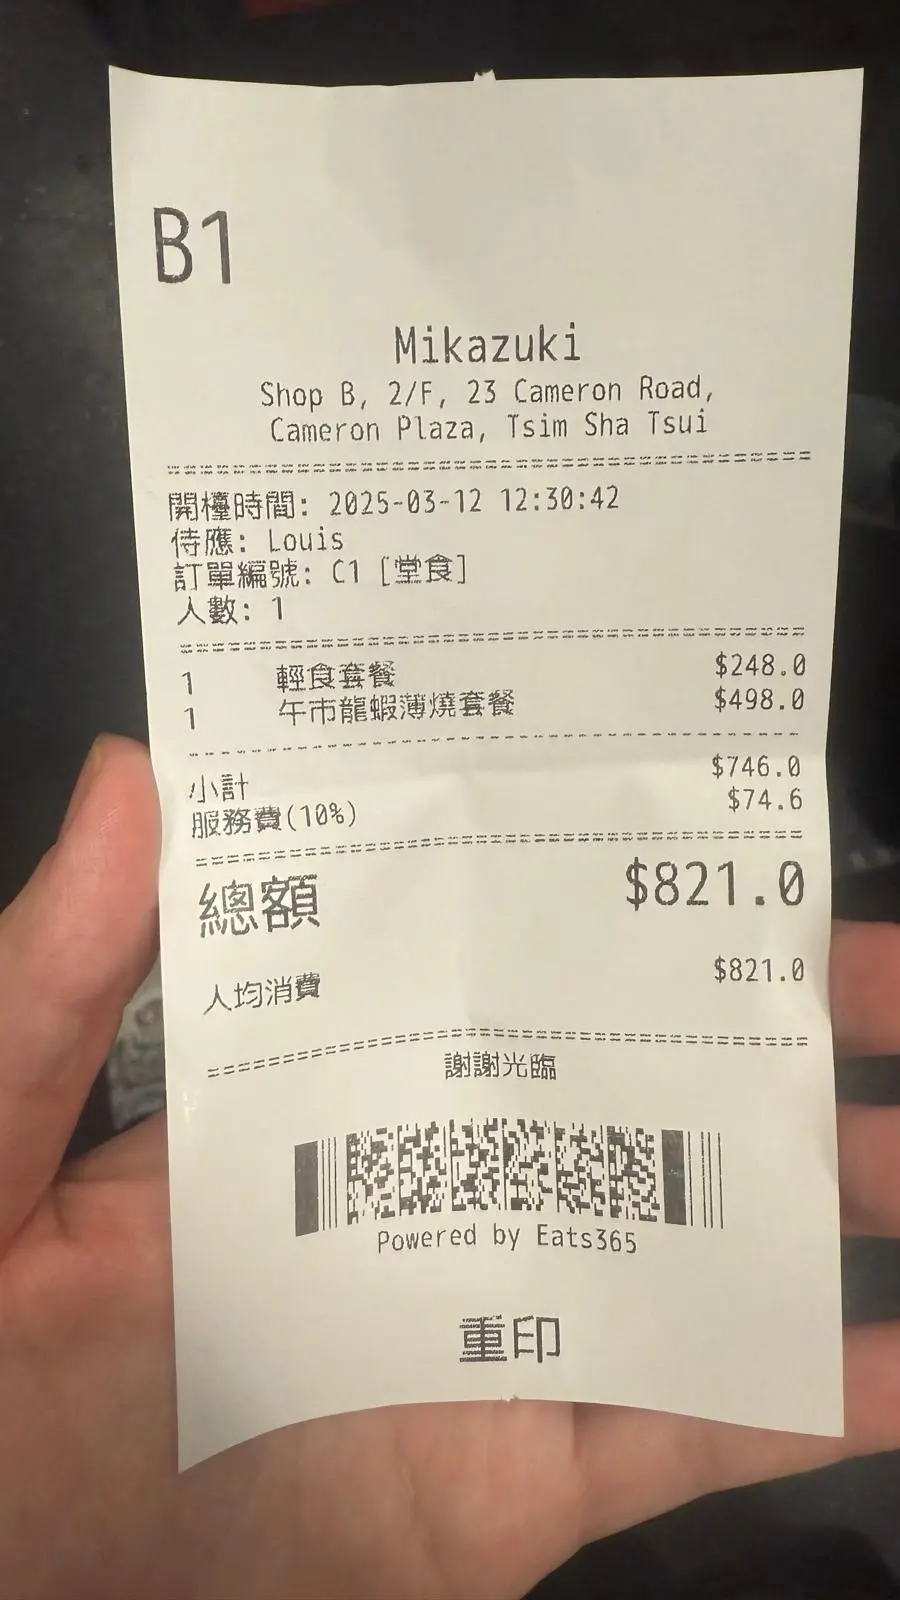 B1
Mikazuki
Shop B, 2/F, 23 Cameron Road,
Cameron Plaza, Tsim Sha Tsui
開檯時間: 2025-03-12 12:30:42
侍應: Louis
訂單編號: C1 [堂食]
人數: 1
1 輕食套餐 $248.0
1 午市龍蝦薄燒套餐 $498.0
小計 $746.0
服務費(10%) $74.6
總額 $821.0
人均消費 $821.0
謝謝光臨
Powered by Eats365
重印